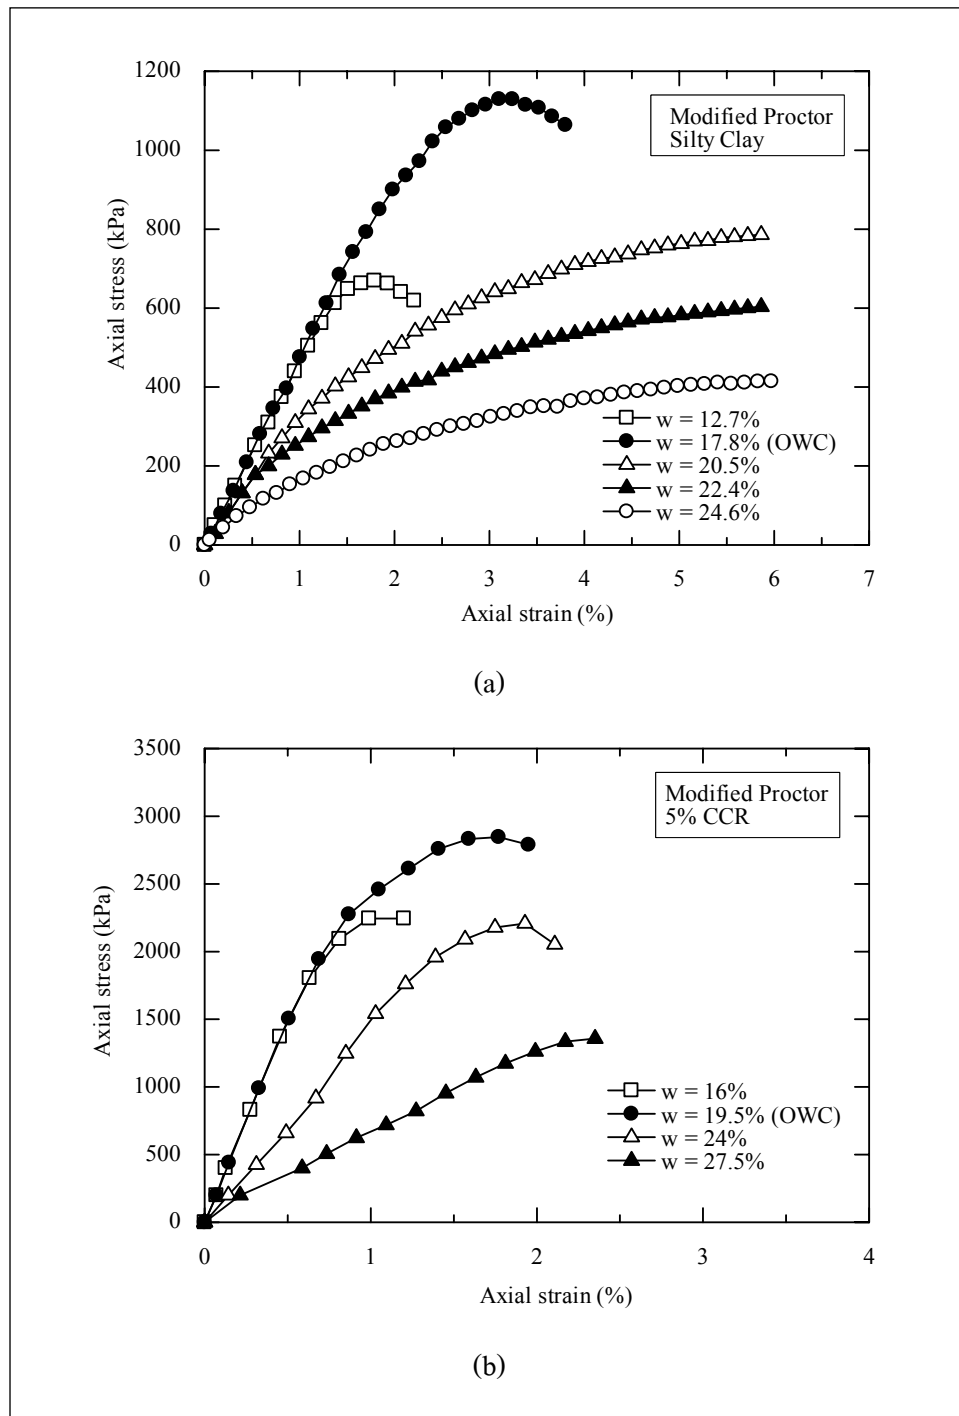 1200
1000
800
600
400
200
0
Axial stress (kPa)
Modified Proctor
Silty Clay
w = 12.7%
w = 17.8% (OWC)
w = 20.5%
w = 22.4%
w = 24.6%
0 1 2 3 4 5 6 7
Axial strain (%)
(a)
3500
3000
2500
2000
1500
1000
500
0
Axial stress (kPa)
Modified Proctor
5% CCR
w = 16%
w = 19.5% (OWC)
w = 24%
w = 27.5%
0 1 2 3 4
Axial strain (%)
(b)